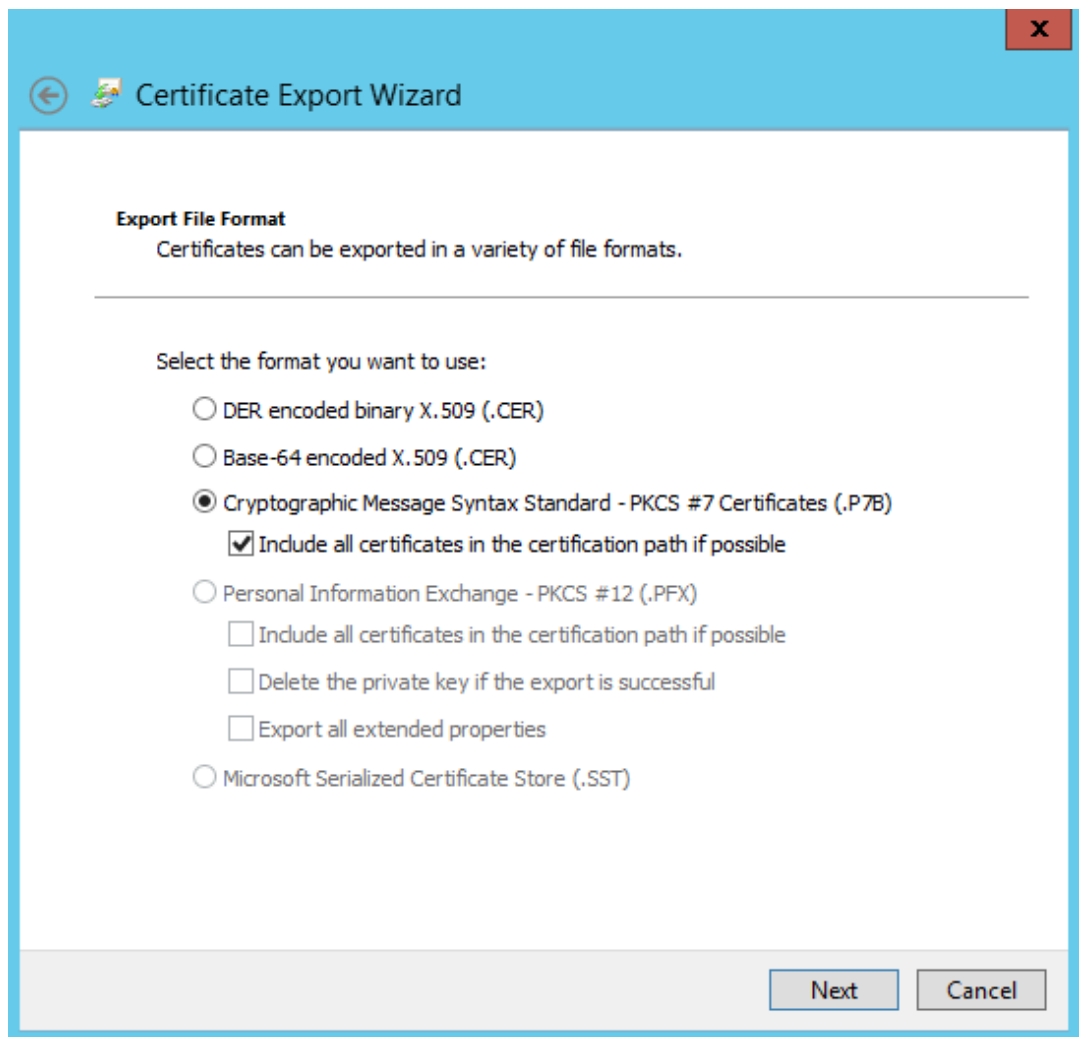 x
Certificate Export Wizard
Export File Format
Certificates can be exported in a variety of file formats.
Select the format you want to use:
DER encoded binary X.509 (.CER)
Base-64 encoded X.509 (.CER)
Cryptographic Message Syntax Standard - PKCS #7 Certificates (.P7B)
Include all certificates in the certification path if possible
Personal Information Exchange - PKCS #12 (.PFX)
Include all certificates in the certification path if possible
Delete the private key if the export is successful
Export all extended properties
Microsoft Serialized Certificate Store (.SST)
Next Cancel